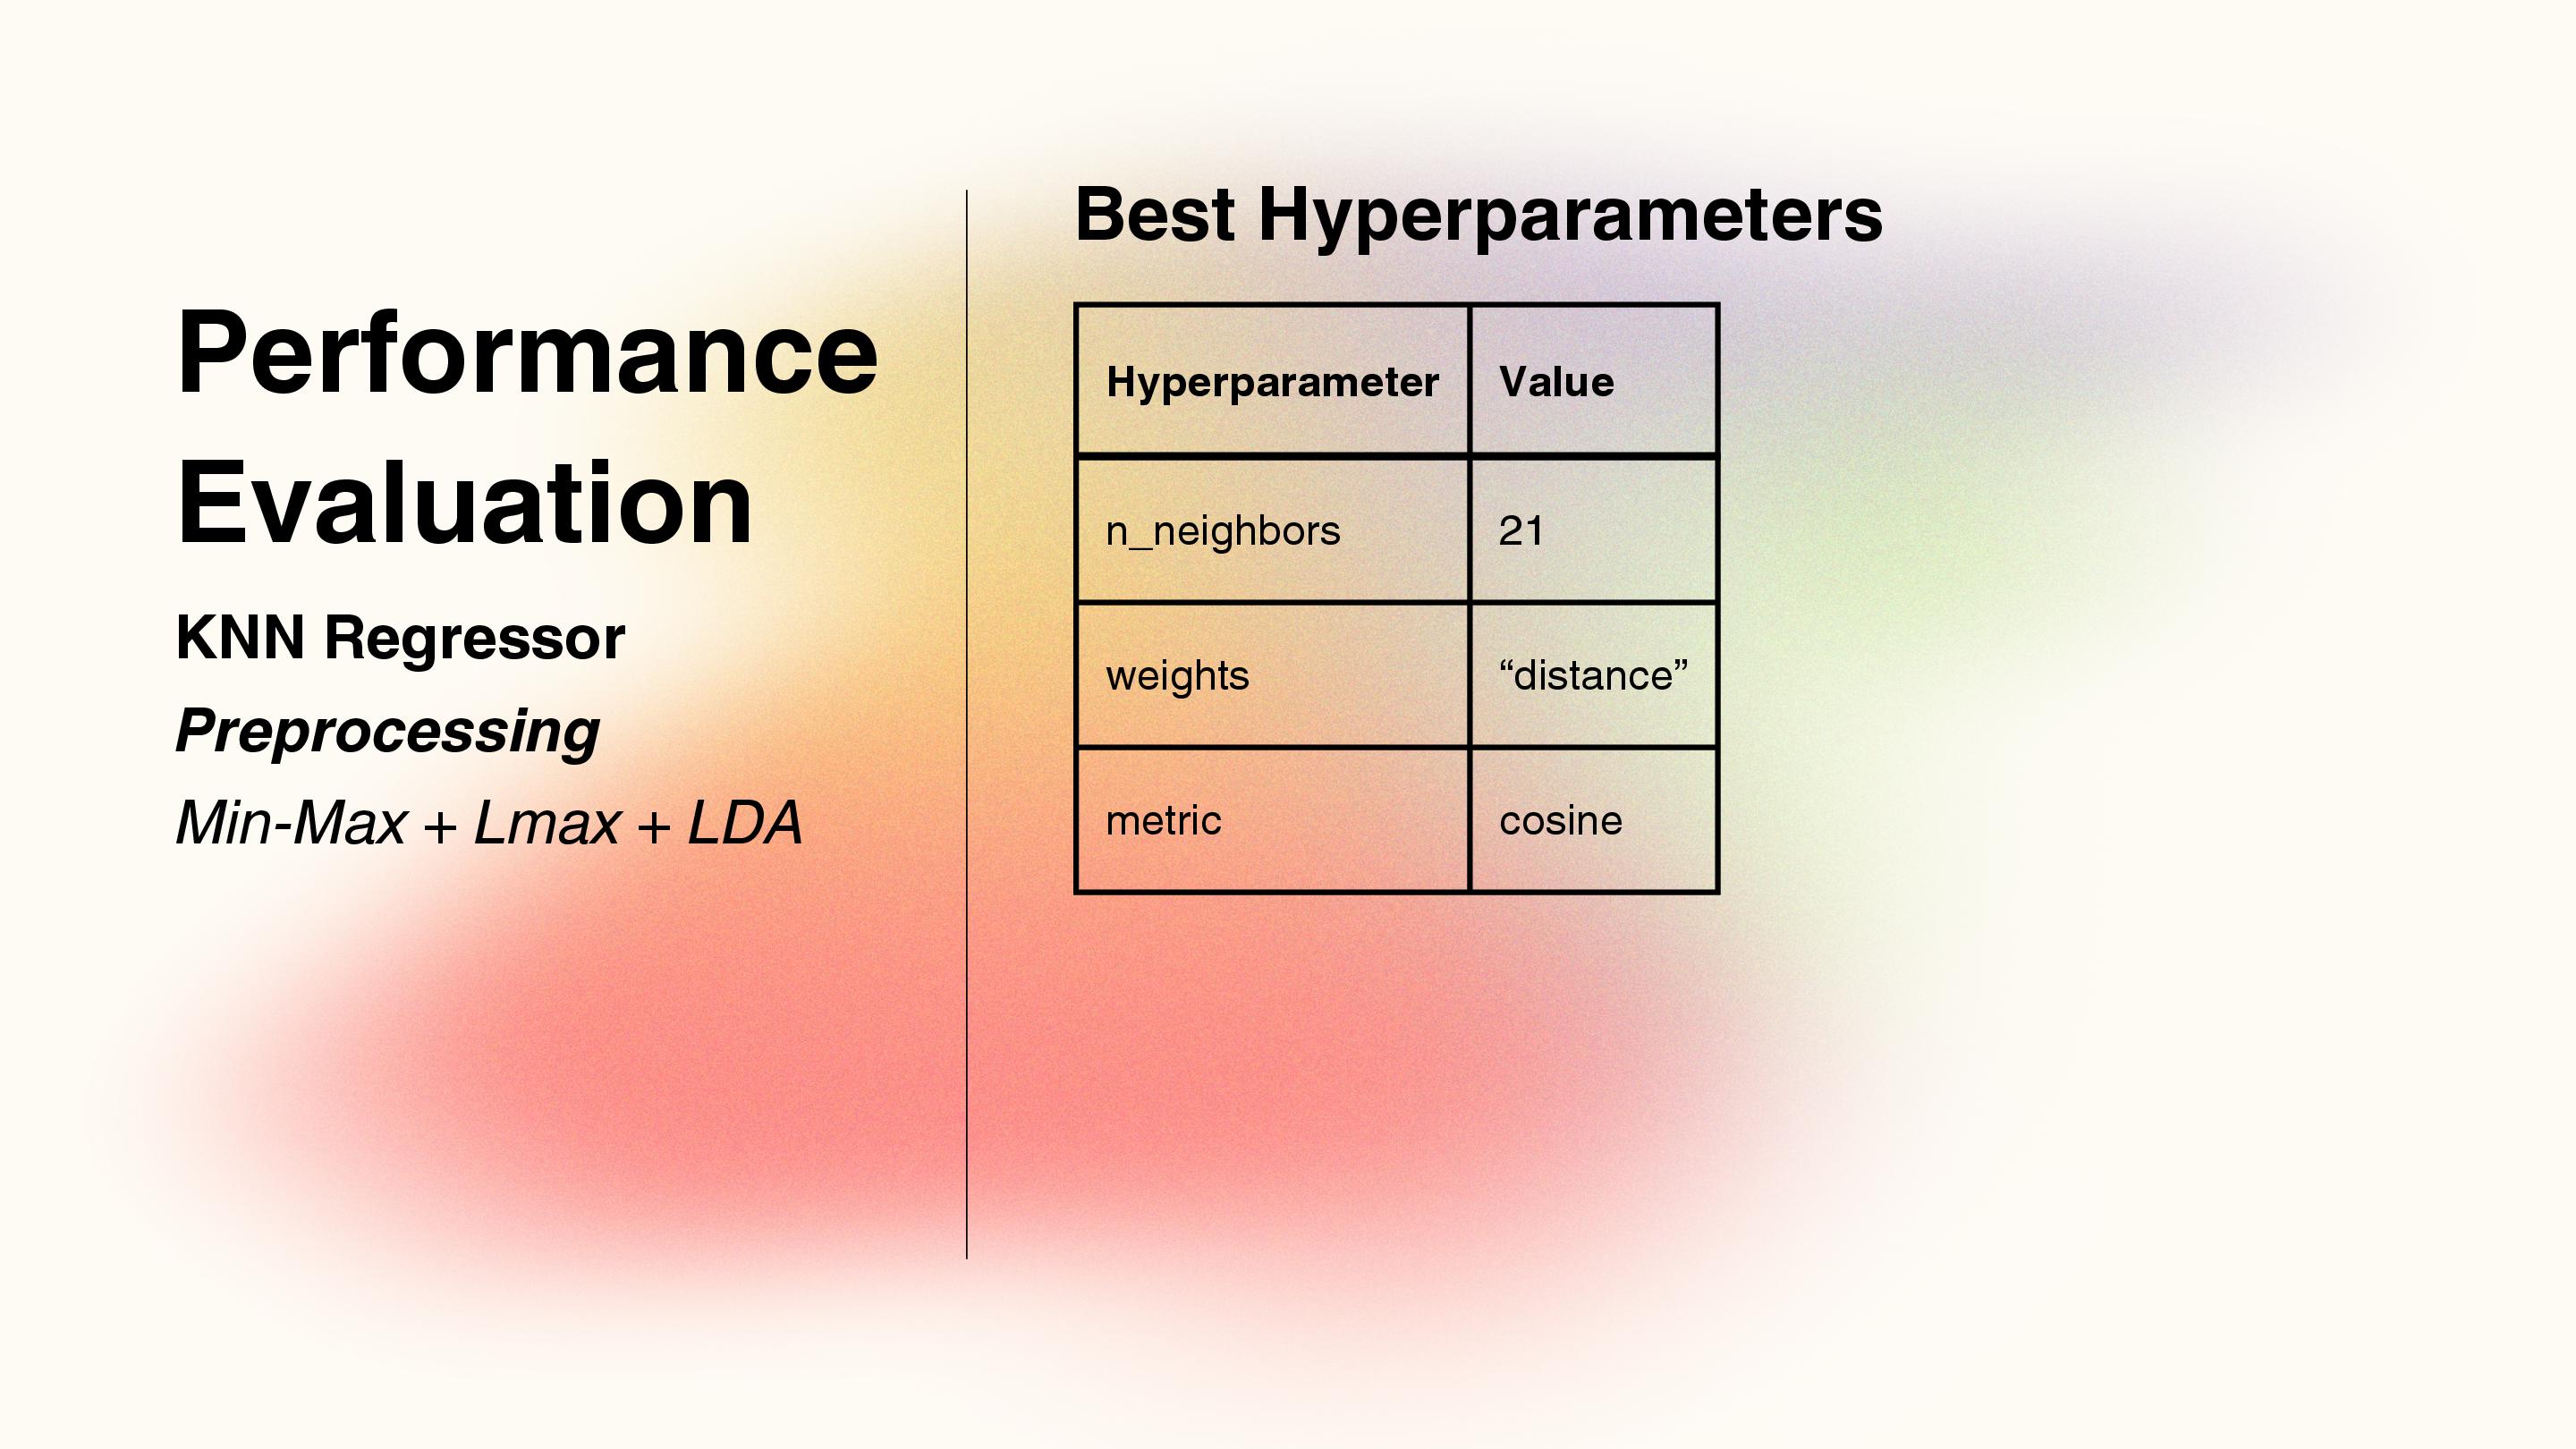 Performance
Evaluation
KNN Regressor
Preprocessing
Min-Max + Lmax + LDA
Best Hyperparameters
Hyperparameter Value
n_neighbors 21
weights “distance”
metric cosine